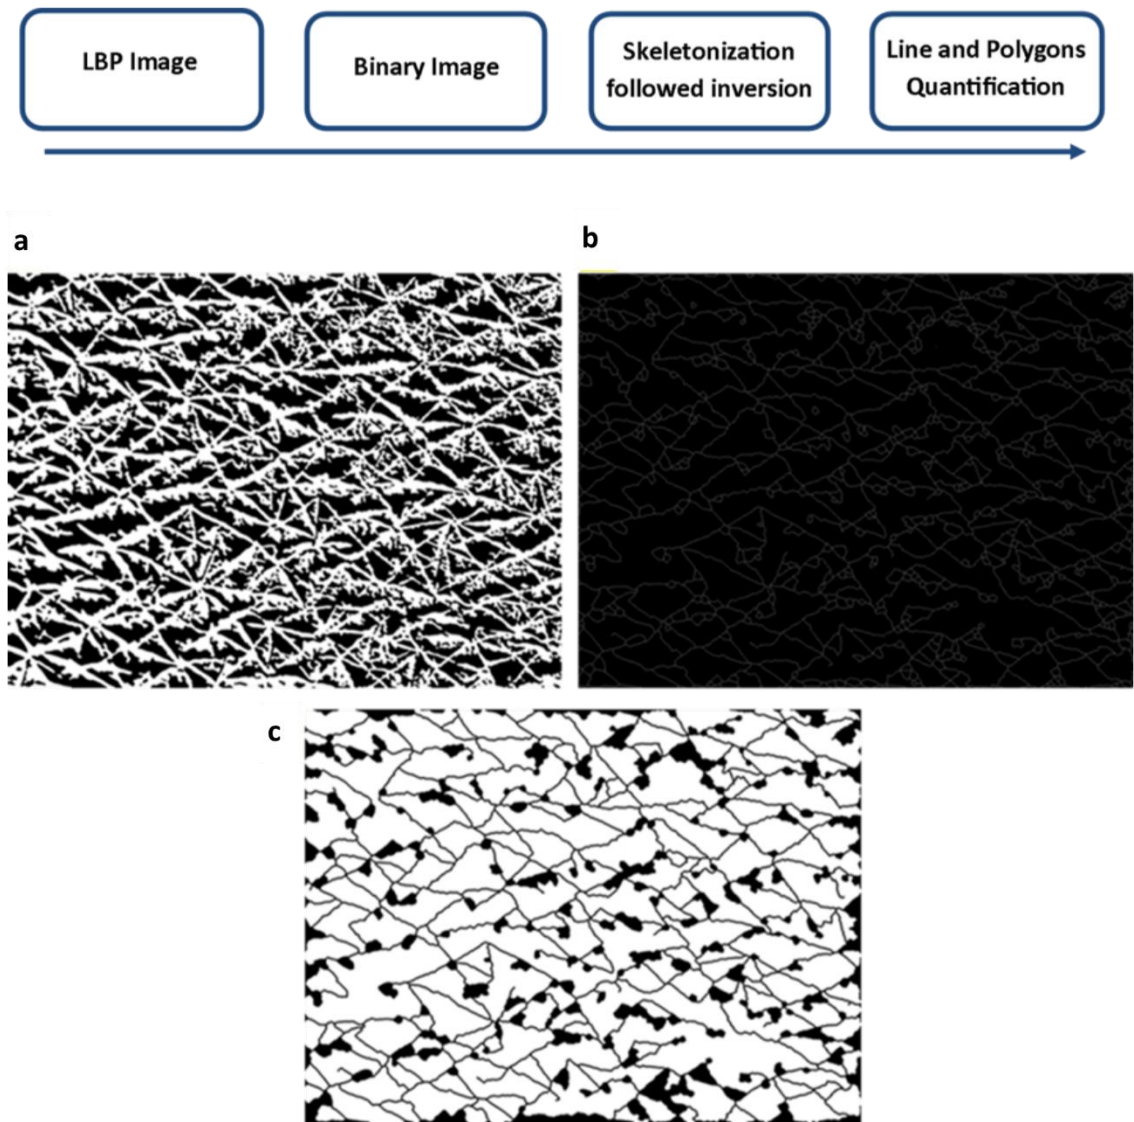 LBP Image
Binary Image
Skeletonization
followed inversion
Line and Polygons
Quantification
a
b
c